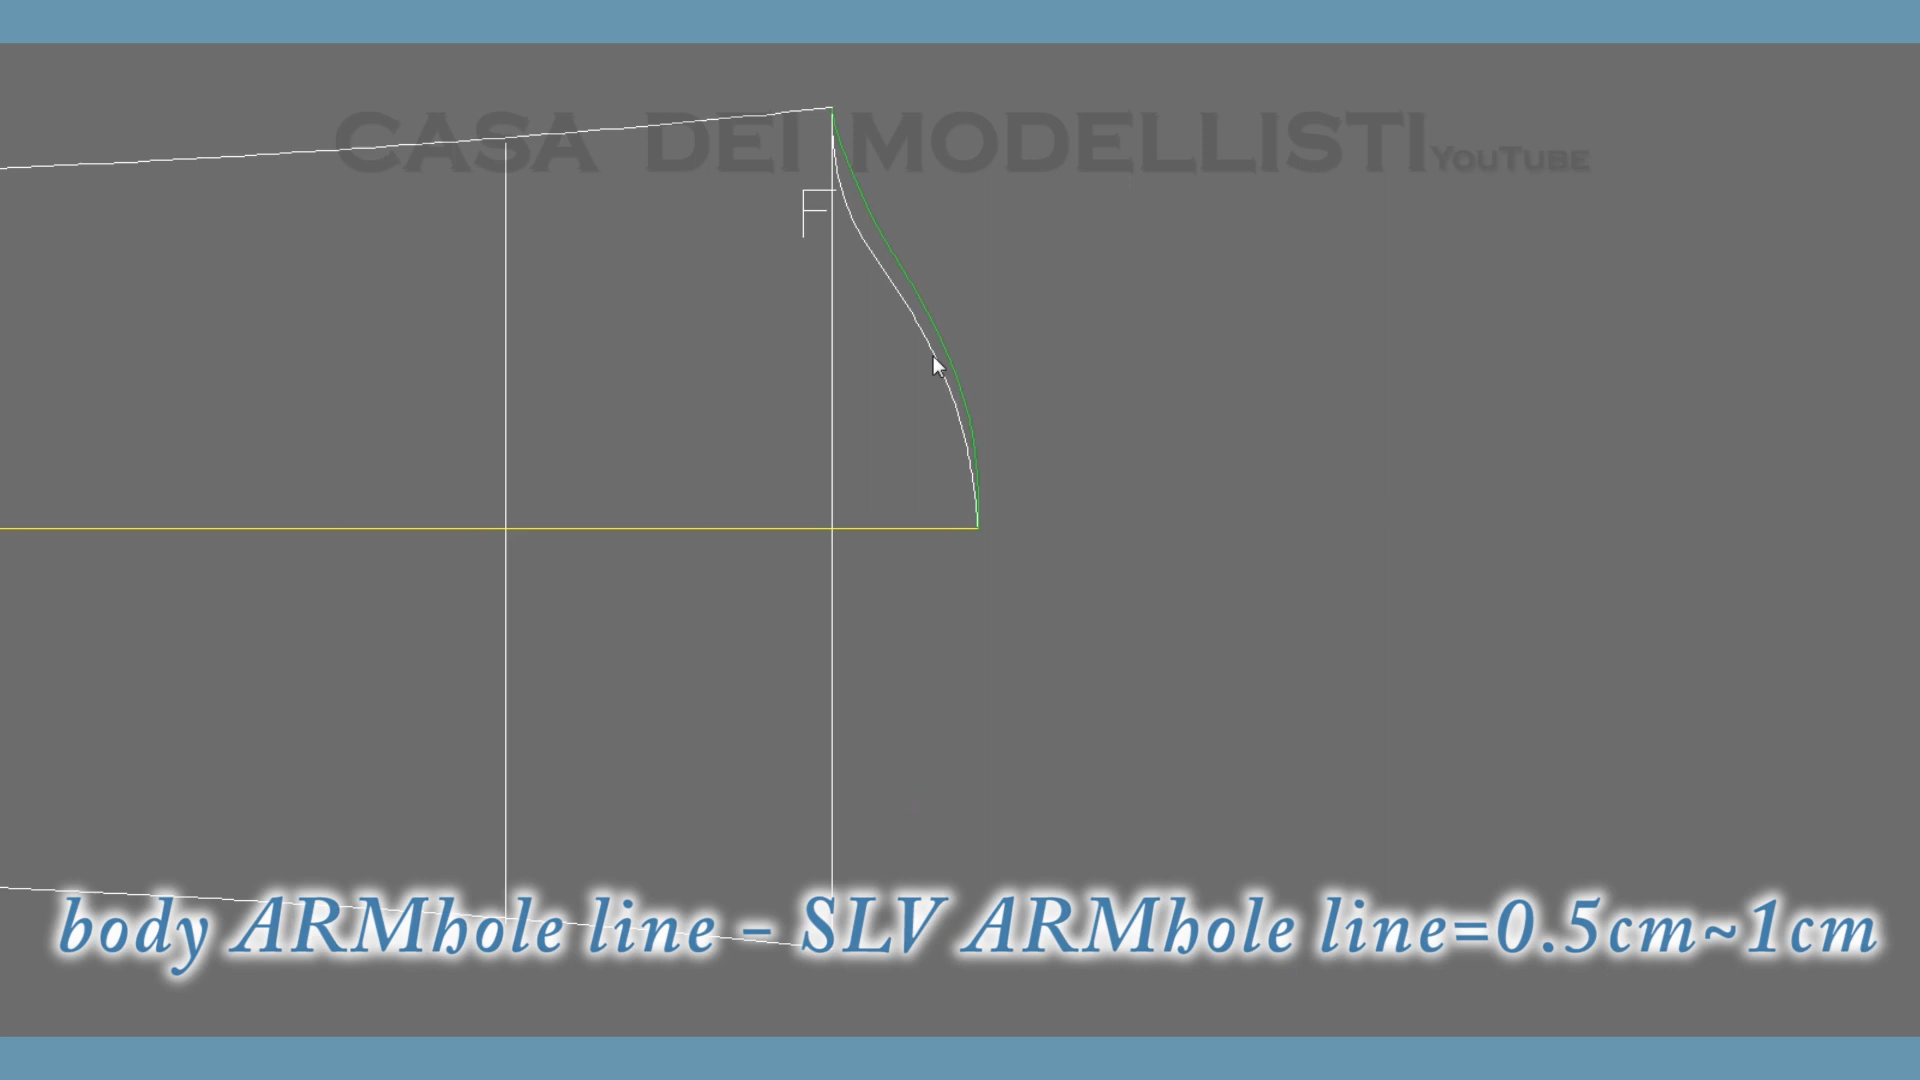 CASA DEI MODELLISTI YOUTUBE
F
body ARMhole line - SLV ARMhole line=0.5cm~1cm